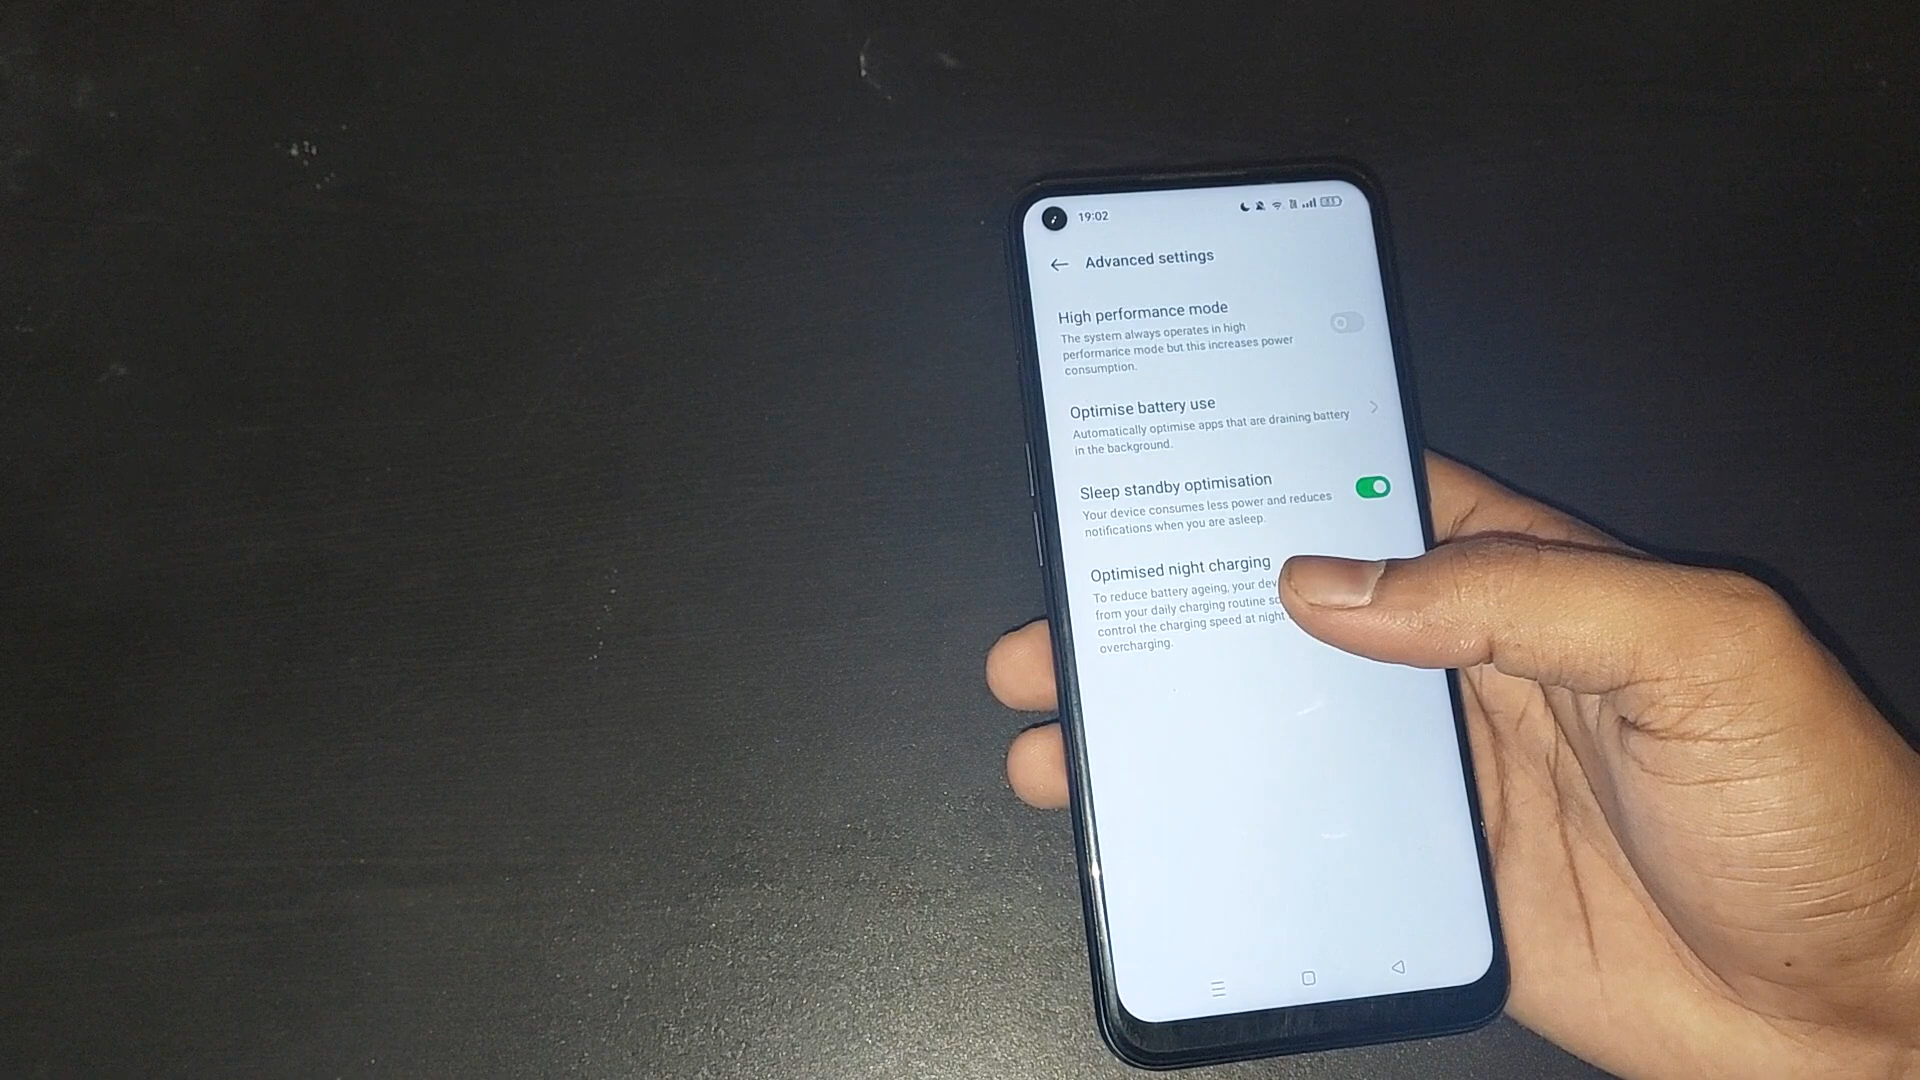 19:02
Advanced settings
High performance mode
The system always operates in high
performance mode but this increases power
consumption.
Optimise battery use
Automatically optimise apps that are draining battery
in the background.
Sleep standby optimisation
Your device consumes less power and reduces
notifications when you are asleep.
Optimised night charging
To reduce battery ageing, your
from your daily charging routine
control the charging speed at night
overcharging.